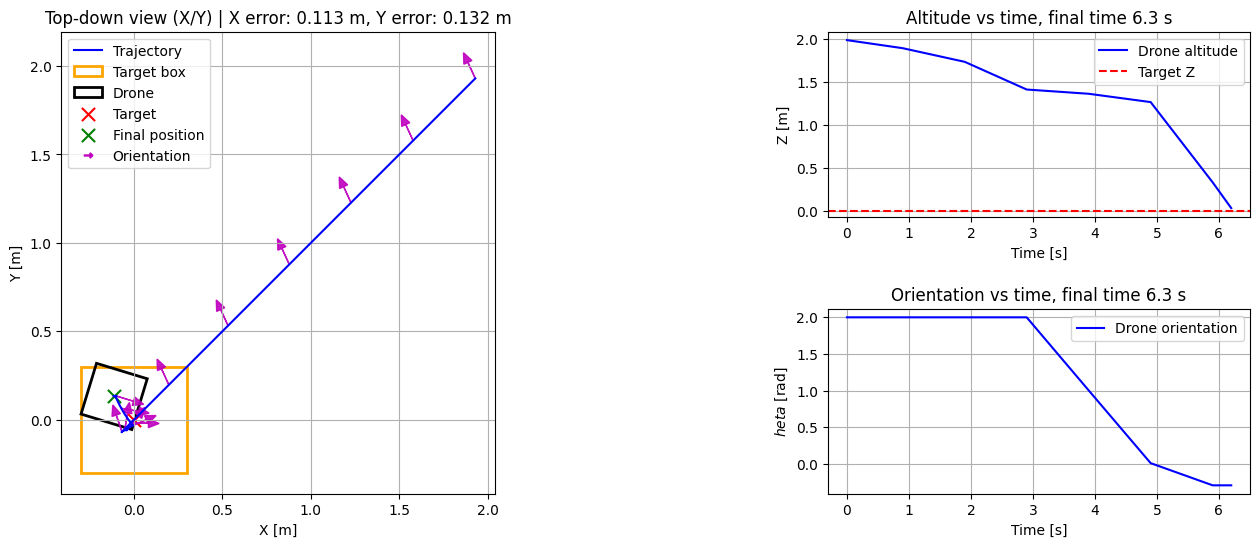 Top-down view (X/Y) | X error: 0.113 m, Y error: 0.132 m
Trajectory
Target box
Drone
Target
Final position
Orientation
Y [m]
2.0
1.5
1.0
0.5
0.0
0.0 0.5 1.0 1.5 2.0
X [m]
Altitude vs time, final time 6.3 s
Drone altitude
Target Z
Z [m]
2.0
1.5
1.0
0.5
0.0
0 1 2 3 4 5 6
Time [s]
Orientation vs time, final time 6.3 s
Drone orientation
heta [rad]
2.0
1.5
1.0
0.5
0.0
0 1 2 3 4 5 6
Time [s]